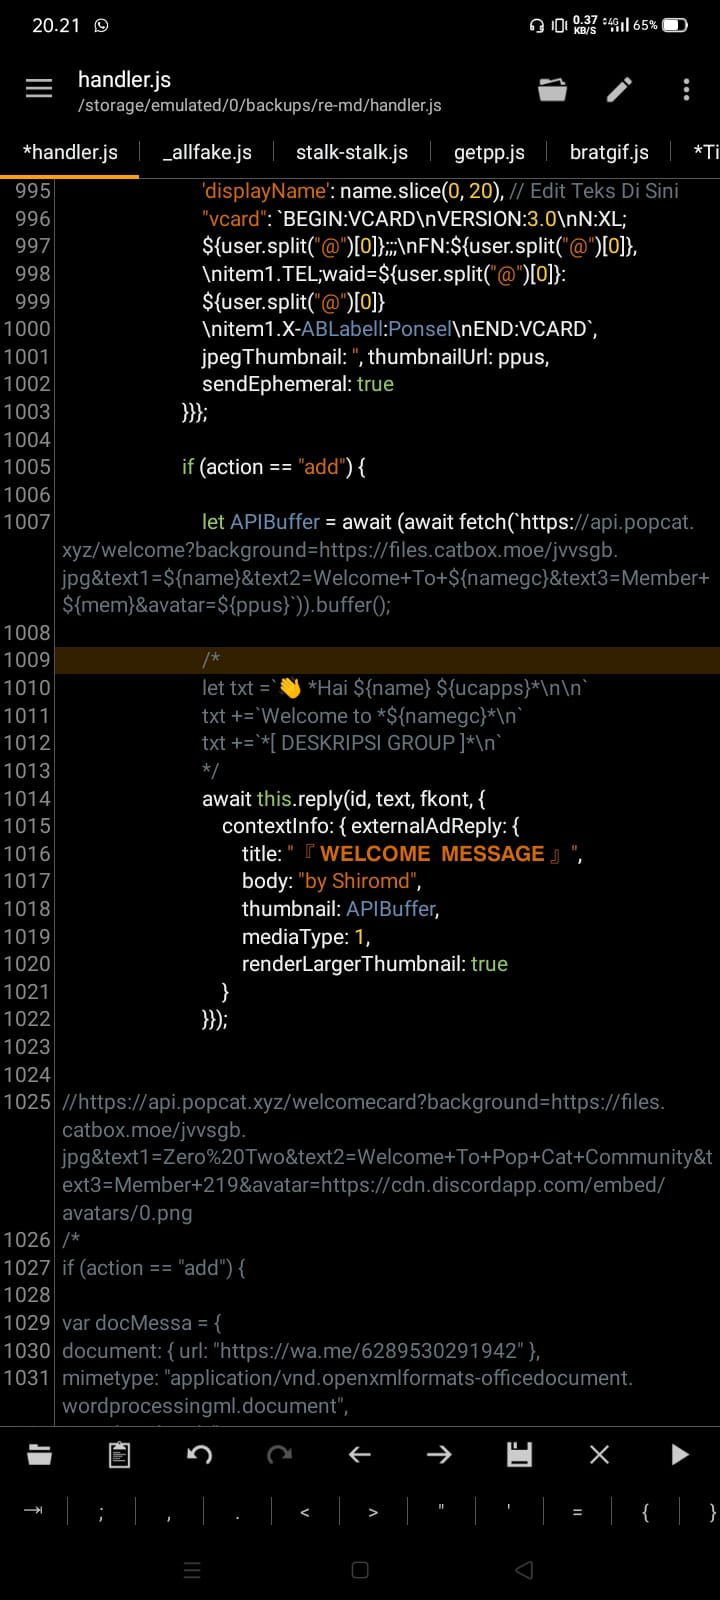 20.21
0.37 KB/S 4G 65%
handler.js
/storage/emulated/0/backups/re-md/handler.js
*handler.js | _allfake.js | stalk-stalk.js | getpp.js | bratgif.js | *Ti
995 'displayName': name.slice(0, 20), // Edit Teks Di Sini
996 "vcard": `BEGIN:VCARD\nVERSION:3.0\nN:XL;
997 ${user.split("@")[0]};;;\nFN:${user.split("@")[0]},
998 \nitem1.TEL;waid=${user.split("@")[0]}:
999 ${user.split("@")[0]}
1000 \nitem1.X-ABLabell:Ponsel\nEND:VCARD`,
1001 jpegThumbnail: '', thumbnailUrl: ppus,
1002 sendEphemeral: true
1003 }}};
1004
1005 if (action == "add") {
1006
1007 let APIBuffer = await (await fetch(`https://api.popcat.
xyz/welcome?background=https://files.catbox.moe/jvvsgb.
jpg&text1=${name}&text2=Welcome+To+${namegc}&text3=Member+
${mem}&avatar=${ppus}`)).buffer();
1008
1009 /*
1010 let txt =`👋 *Hai ${name} ${ucapps}*\n\n`
1011 txt +=`Welcome to *${namegc}*\n`
1012 txt +=`*[ DESKRIPSI GROUP ]*\n`
1013 */
1014 await this.reply(id, text, fkont, {
1015 contextInfo: { externalAdReply: {
1016 title: "『 WELCOME MESSAGE 』",
1017 body: "by Shiromd",
1018 thumbnail: APIBuffer,
1019 mediaType: 1,
1020 renderLargerThumbnail: true
1021 }
1022 }});
1023
1024
1025 //https://api.popcat.xyz/welcomecard?background=https://files.
catbox.moe/jvvsgb.
jpg&text1=Zero%20Two&text2=Welcome+To+Pop+Cat+Community&t
ext3=Member+219&avatar=https://cdn.discordapp.com/embed/
avatars/0.png
1026 /*
1027 if (action == "add") {
1028
1029 var docMessa = {
1030 document: { url: "https://wa.me/6289530291942" },
1031 mimetype: "application/vnd.openxmlformats-officedocument.
wordprocessingml.document",
; | , | . | < | > | " | ' | = | { | }